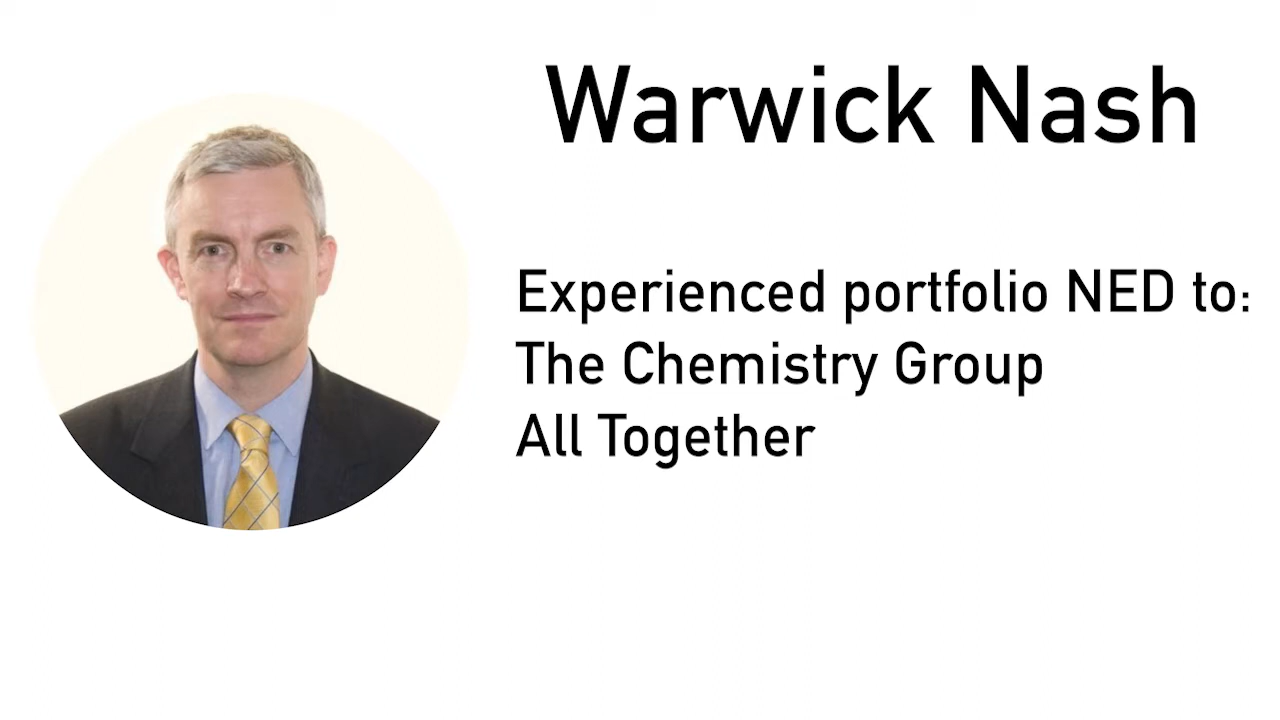 Warwick Nash
Experienced portfolio NED to:
The Chemistry Group
All Together